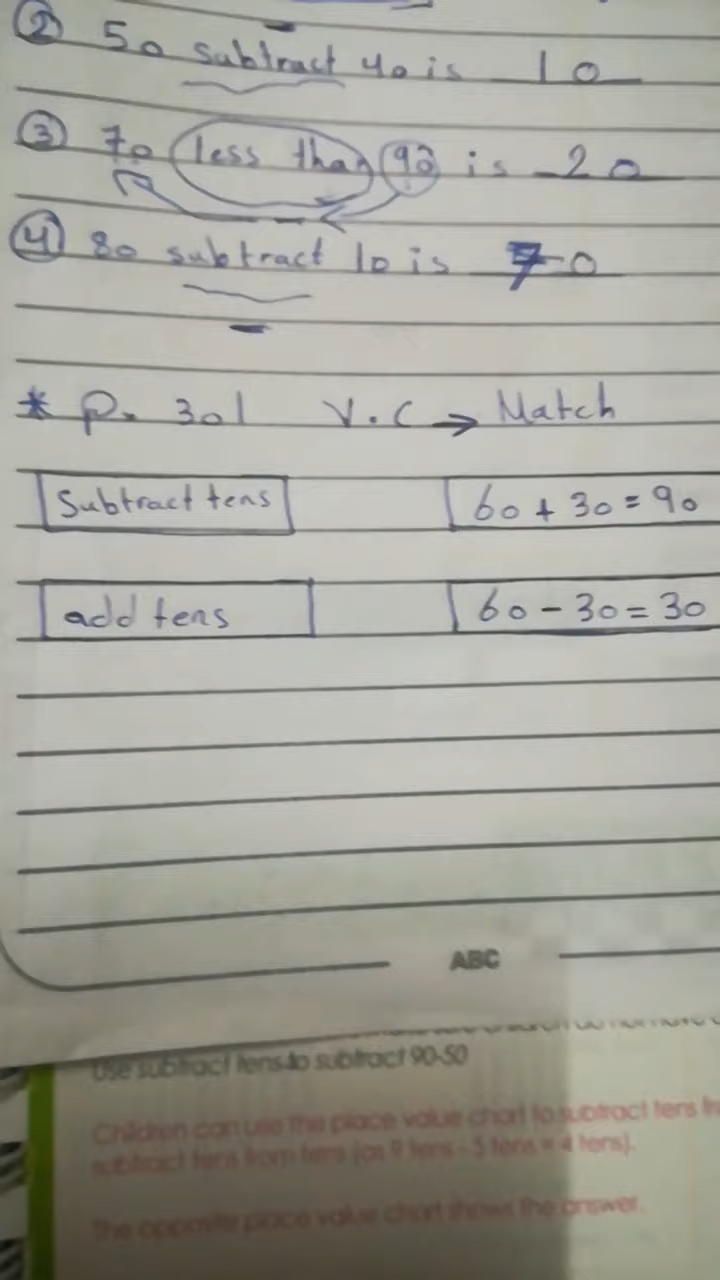 ② 50 subtract 40 is 10
③ 70 less than 90 is 20
④ 80 subtract 10 is 70
* P. 301 V.C → Match
Subtract tens 60 + 30 = 90
add tens 60 - 30 = 30
ABC
Use subtract tens to subtract 90-50
Children can use the place value chart to subtract tens
subtract tens from tens (as 9 tens - 5 tens = 4 tens).
The opposite place value chart shows the answer.